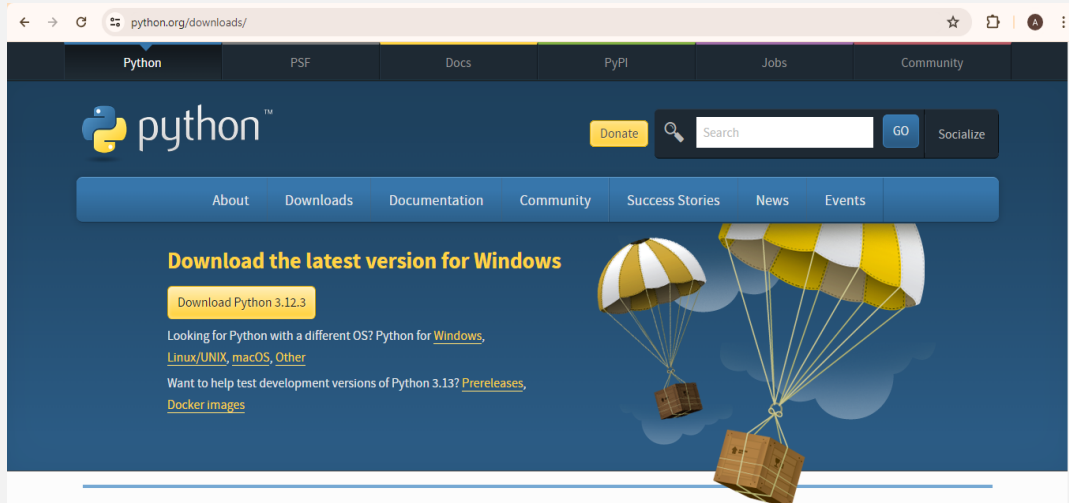 python.org/downloads/
A
Python PSF Docs PyPI Jobs Community
python™
Donate Search GO Socialize
About Downloads Documentation Community Success Stories News Events
Download the latest version for Windows
Download Python 3.12.3
Looking for Python with a different OS? Python for Windows,
Linux/UNIX, macOS, Other
Want to help test development versions of Python 3.13? Prereleases,
Docker images